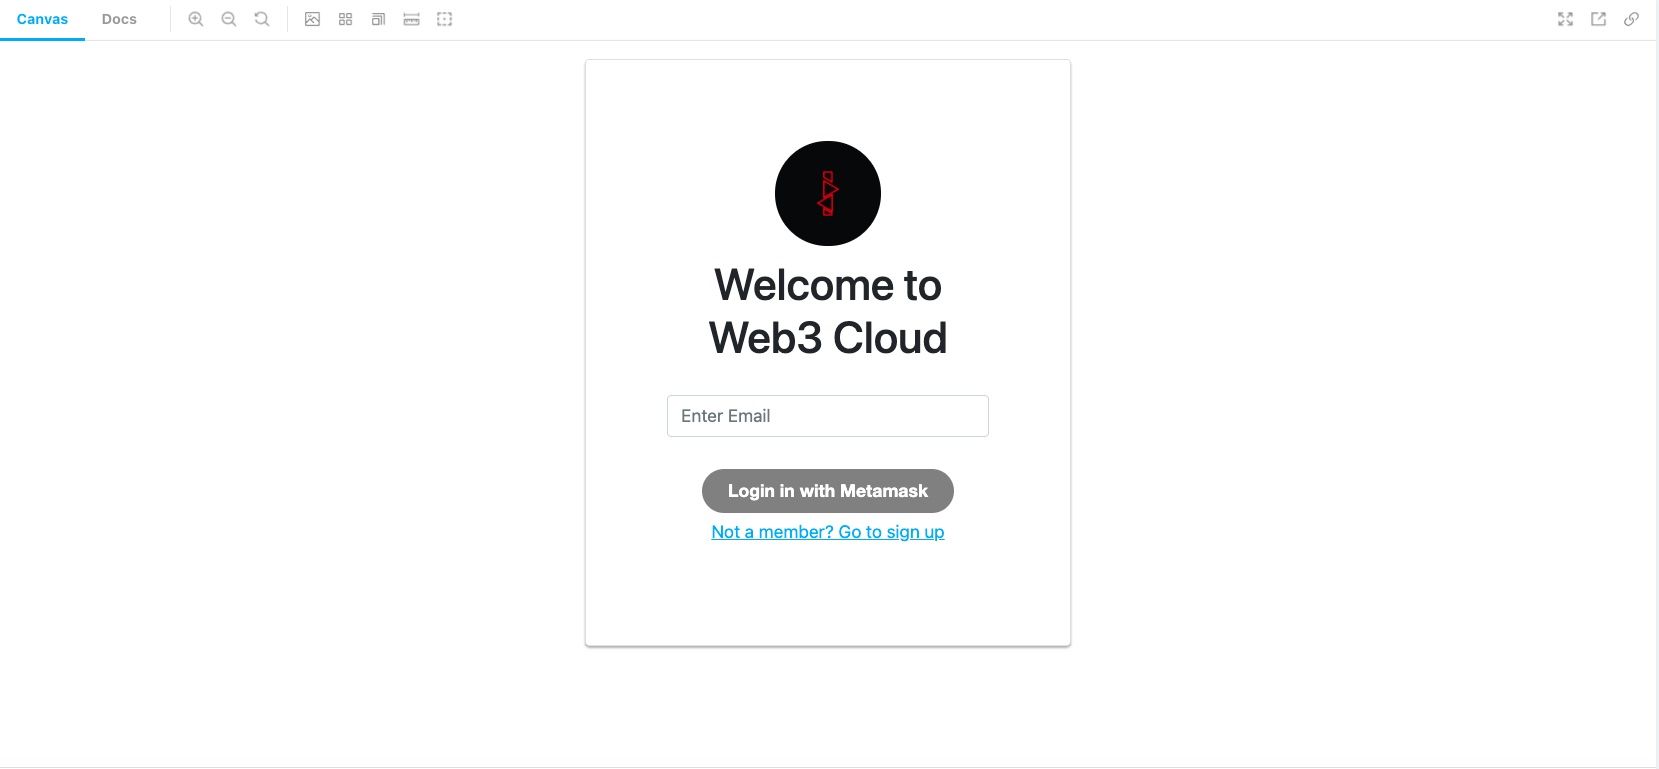 Canvas Docs
Welcome to
Web3 Cloud
Enter Email
Login in with Metamask
Not a member? Go to sign up